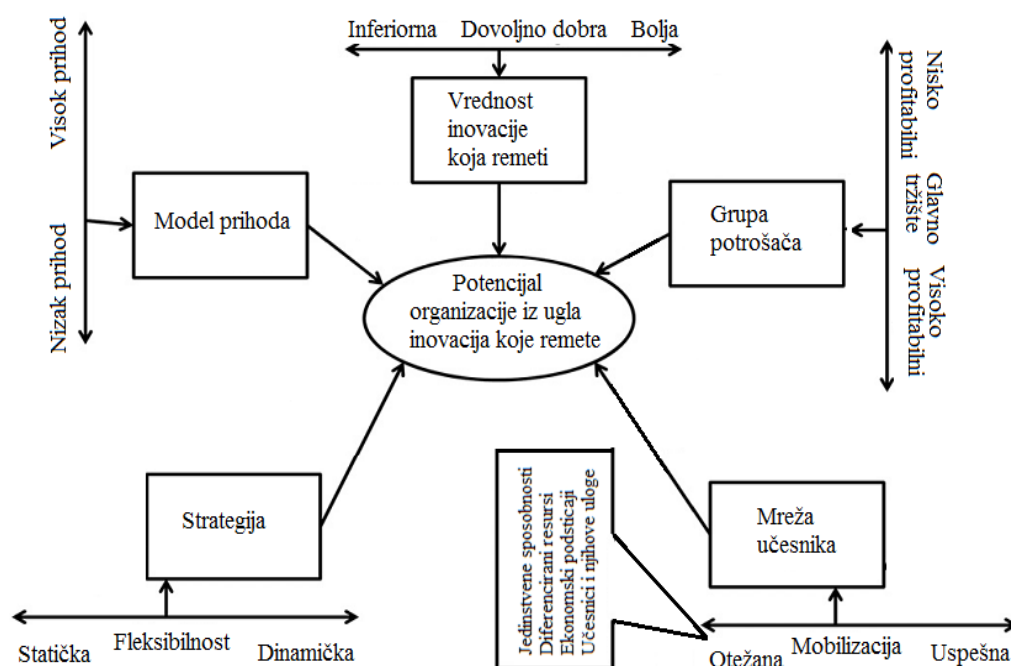 Inferiorna Dovoljno dobra Bolja
Vrednost
inovacije
koja remeti
Visok prihod
Nizak prihod
Model prihoda
Grupa
potrošača
Nisko
profitabilni
Glavno
tržište
Visoko
profitabilni
Potencijal
organizacije iz ugla
inovacija koje remete
Strategija
Statička Fleksibilnost Dinamička
Jedinstvene sposobnosti
Diferencirani resursi
Ekonomski podsticaji
Učesnici i njihove uloge
Mreža
učesnika
Otežana Mobilizacija Uspešna